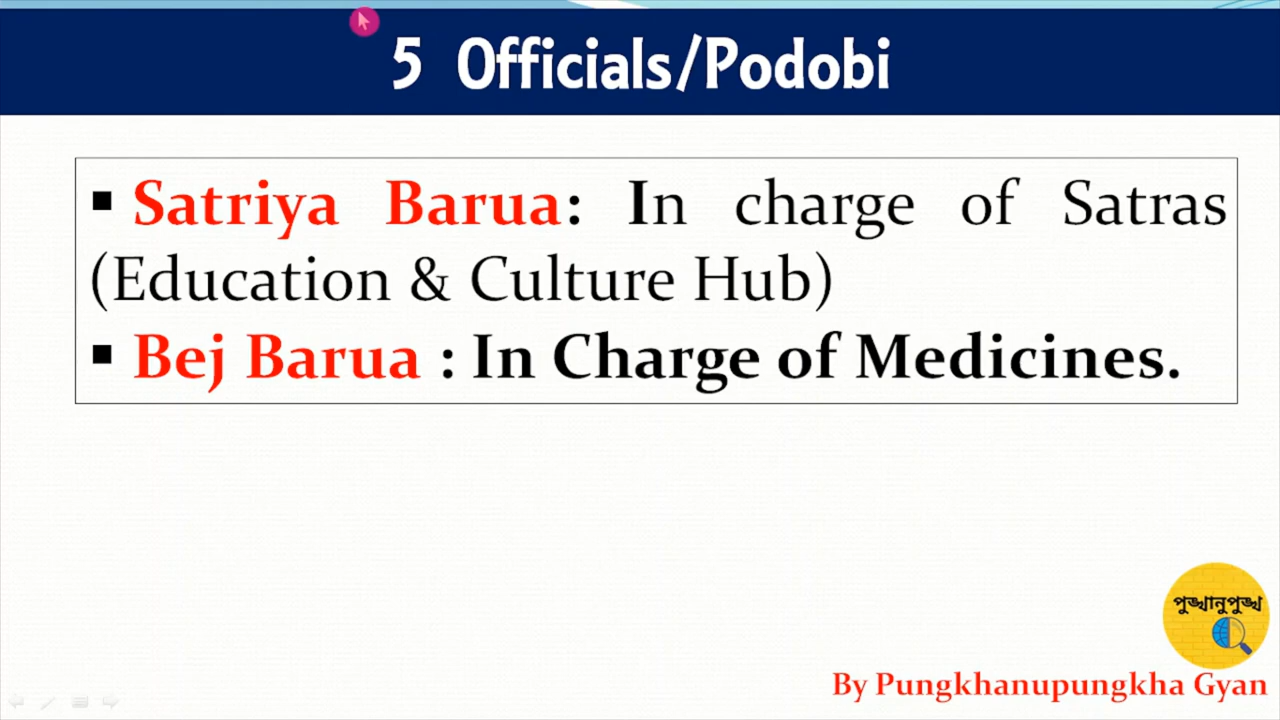 5 Officials/Podobi
▪ Satriya Barua: In charge of Satras
(Education & Culture Hub)
▪ Bej Barua : In Charge of Medicines.
পুঙ্খানুপুঙ্খ
By Pungkhanupungkha Gyan